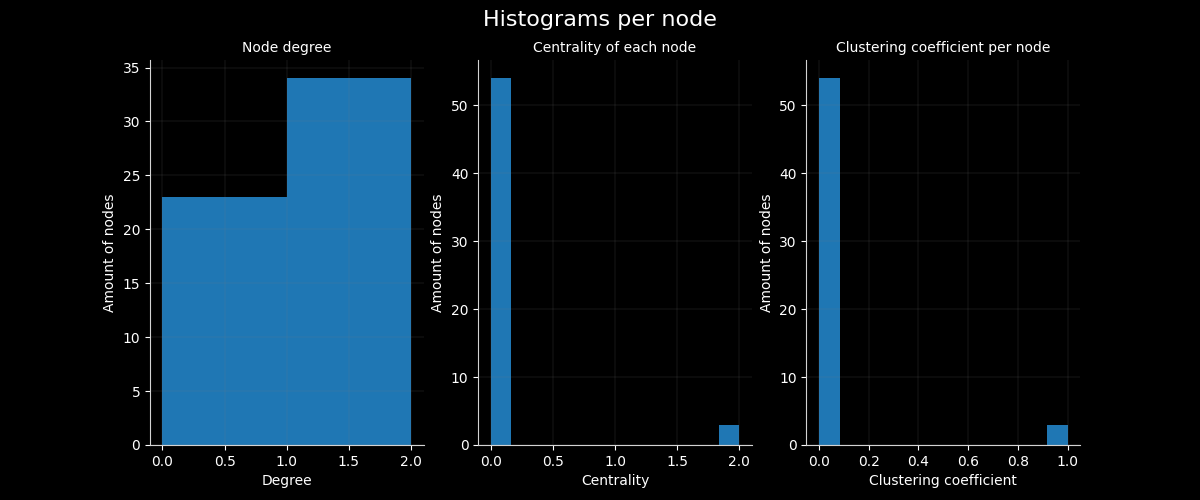 Histograms per node
Node degree
Centrality of each node
Clustering coefficient per node
Amount of nodes
35
30
25
20
15
10
5
0
0.0 0.5 1.0 1.5 2.0
Degree
Amount of nodes
50
40
30
20
10
0
0.0 0.5 1.0 1.5 2.0
Centrality
Amount of nodes
50
40
30
20
10
0
0.0 0.2 0.4 0.6 0.8 1.0
Clustering coefficient